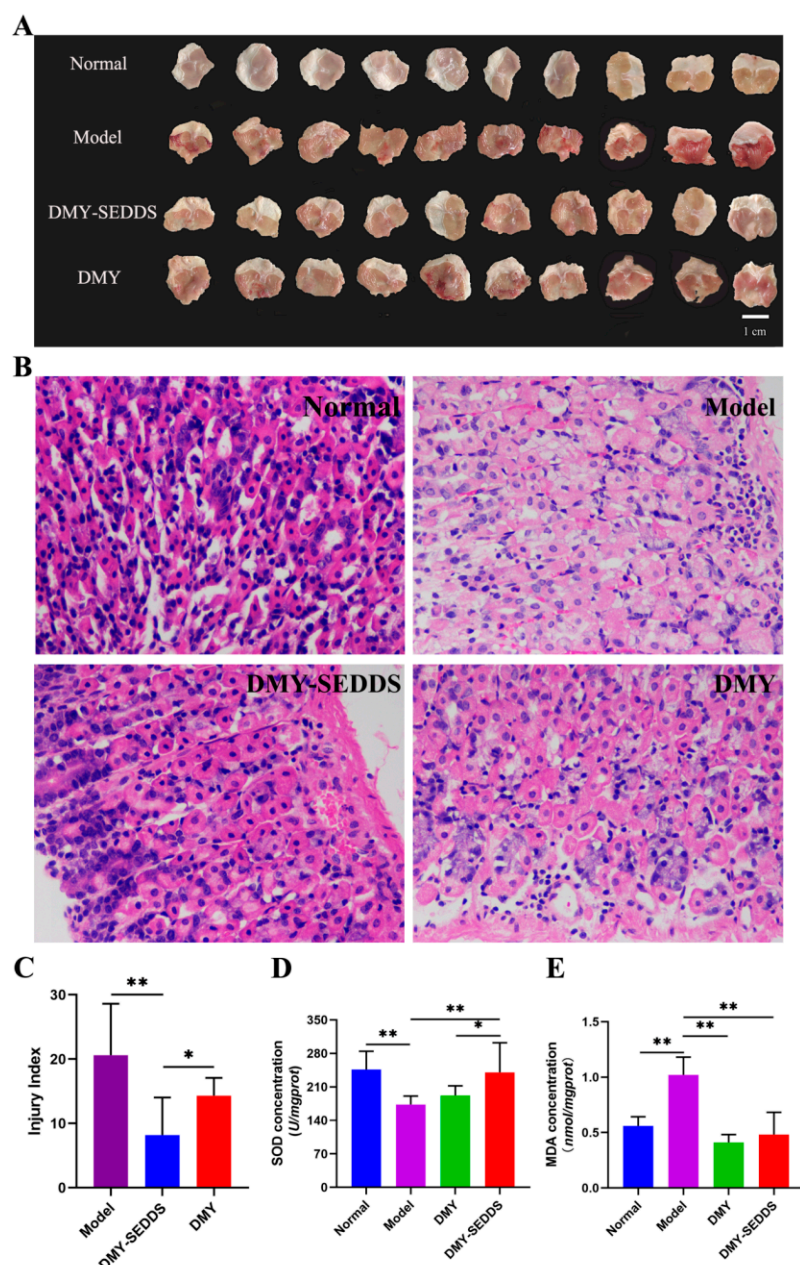 A
Normal
Model
DMY-SEDDS
DMY
1 cm
B
Normal
Model
DMY-SEDDS
DMY
C
**
*
30
20
10
0
Injury Index
Model
DMY-SEDDS
DMY
D
**
**
*
350
280
210
140
70
0
SOD concentration
(U/mgprot)
Normal
Model
DMY
DMY-SEDDS
E
**
**
**
1.5
1.0
0.5
0.0
MDA concentration
(nmol/mgprot)
Normal
Model
DMY
DMY-SEDDS